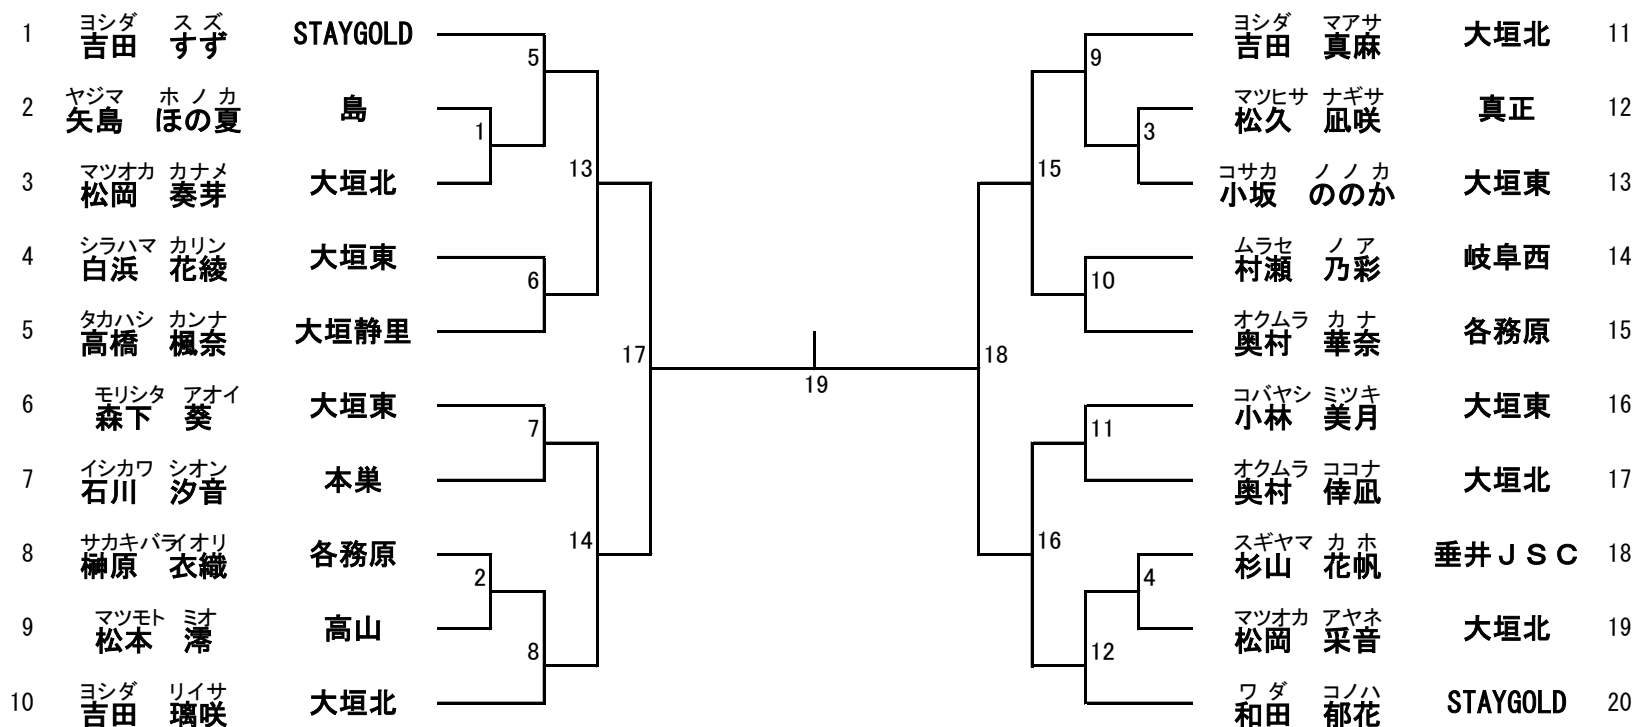 ヨシダ スズ
1 吉田 すず STAYGOLD
ヤジマ ホノカ
2 矢島 ほの夏 島
マツオカ カナメ
3 松岡 奏芽 大垣北
シラハマ カリン
4 白浜 花綾 大垣東
タカハシ カンナ
5 高橋 楓奈 大垣静里
モリシタ アオイ
6 森下 葵 大垣東
イシカワ シオン
7 石川 汐音 本巣
サカキバライオリ
8 榊原 衣織 各務原
マツモト ミオ
9 松本 澪 高山
ヨシダ リイサ
10 吉田 璃咲 大垣北
5
1
13
6
17
7
14
2
8
19
9
3
15
10
18
11
16
4
12
ヨシダ マアサ
吉田 真麻 大垣北 11
マツヒサ ナギサ
松久 凪咲 真正 12
コサカ ノノカ
小坂 ののか 大垣東 13
ムラセ ノア
村瀬 乃彩 岐阜西 14
オクムラ カナ
奥村 華奈 各務原 15
コバヤシ ミツキ
小林 美月 大垣東 16
オクムラ ココナ
奥村 倖凪 大垣北 17
スギヤマ カホ
杉山 花帆 垂井ＪＳＣ 18
マツオカ アヤネ
松岡 采音 大垣北 19
ワダ コノハ
和田 郁花 STAYGOLD 20